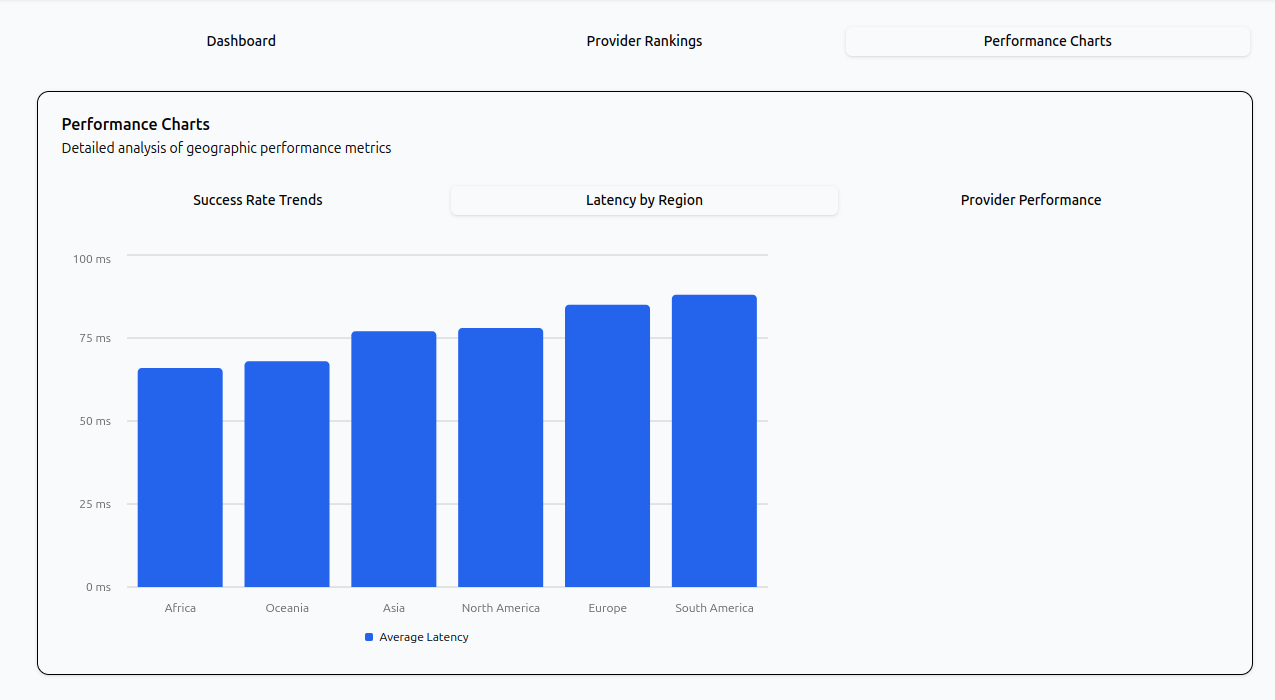 Dashboard
Provider Rankings
Performance Charts
Performance Charts
Detailed analysis of geographic performance metrics
Success Rate Trends
Latency by Region
Provider Performance
100 ms
75 ms
50 ms
25 ms
0 ms
Africa
Oceania
Asia
North America
Europe
South America
Average Latency